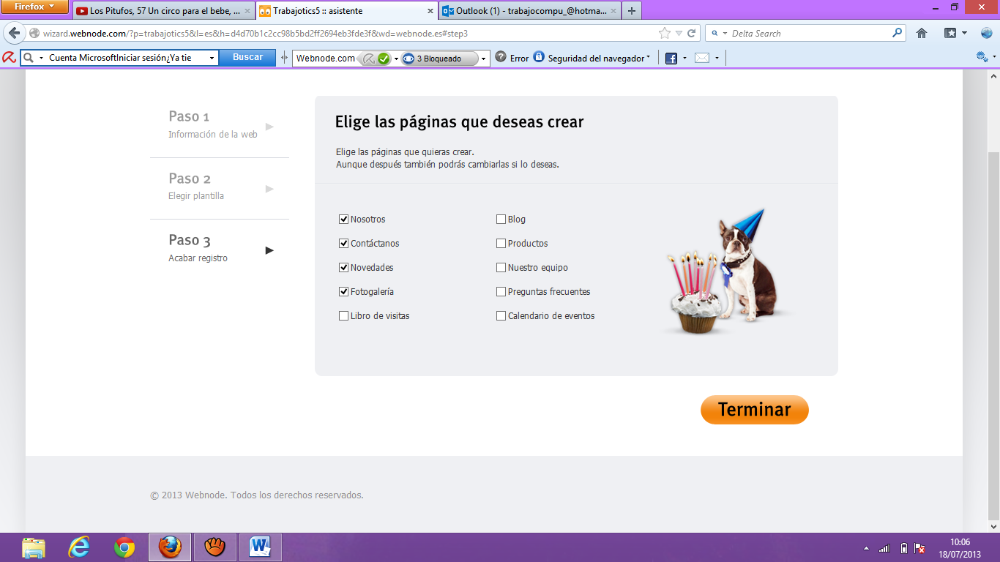 Firefox
Los Pitufos, 57 Un circo para el bebe, ...
Trabajotics5 :: asistente
Outlook (1) - trabajocompu_@hotma...
wizard.webnode.com/?p=trabajotics5&l=es&h=d4d70b1c2cc98b5bd2ff2694eb3fde3f&wd=webnode.es#step3
Delta Search
Cuenta MicrosoftIniciar sesión¿Ya tie
Buscar
Webnode.com
3 Bloqueado
Error
Seguridad del navegador
Paso 1
Información de la web
Paso 2
Elegir plantilla
Paso 3
Acabar registro
Elige las páginas que deseas crear
Elige las páginas que quieras crear.
Aunque después también podrás cambiarlas si lo deseas.
Nosotros
Contáctanos
Novedades
Fotogalería
Libro de visitas
Blog
Productos
Nuestro equipo
Preguntas frecuentes
Calendario de eventos
Terminar
© 2013 Webnode. Todos los derechos reservados.
10:06
18/07/2013